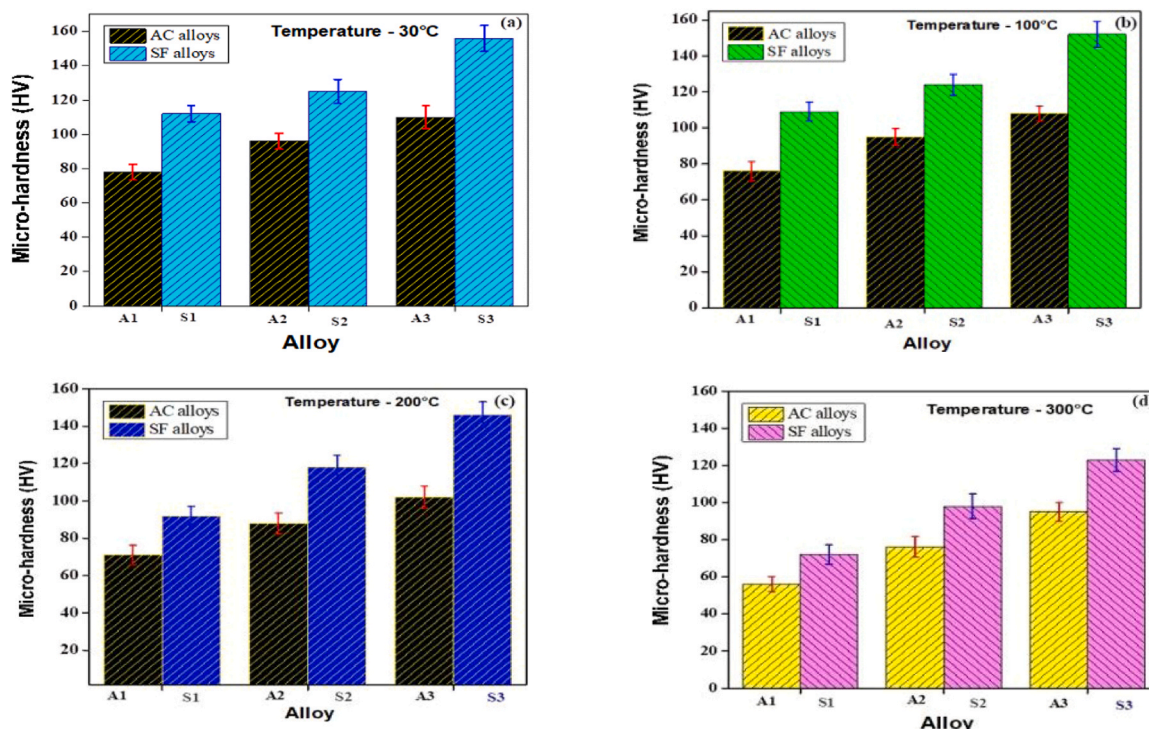 (a)
Temperature - 30°C
AC alloys
SF alloys
Micro-hardness (HV)
160
140
120
100
80
60
40
20
0
A1 S1 A2 S2 A3 S3
Alloy
(b)
Temperature - 100°C
AC alloys
SF alloys
Micro-hardness (HV)
160
140
120
100
80
60
40
20
0
A1 S1 A2 S2 A3 S3
Alloy
(c)
Temperature - 200°C
AC alloys
SF alloys
Micro-hardness (HV)
160
140
120
100
80
60
40
20
A1 S1 A2 S2 A3 S3
Alloy
(d)
Temperature - 300°C
AC alloys
SF alloys
Micro-hardness (HV)
160
140
120
100
80
60
40
20
0
A1 S1 A2 S2 A3 S3
Alloy